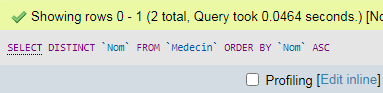 Showing rows 0 - 1 (2 total, Query took 0.0464 seconds.) [No
SELECT DISTINCT `Nom` FROM `Medecin` ORDER BY `Nom` ASC
Profiling [Edit inline]